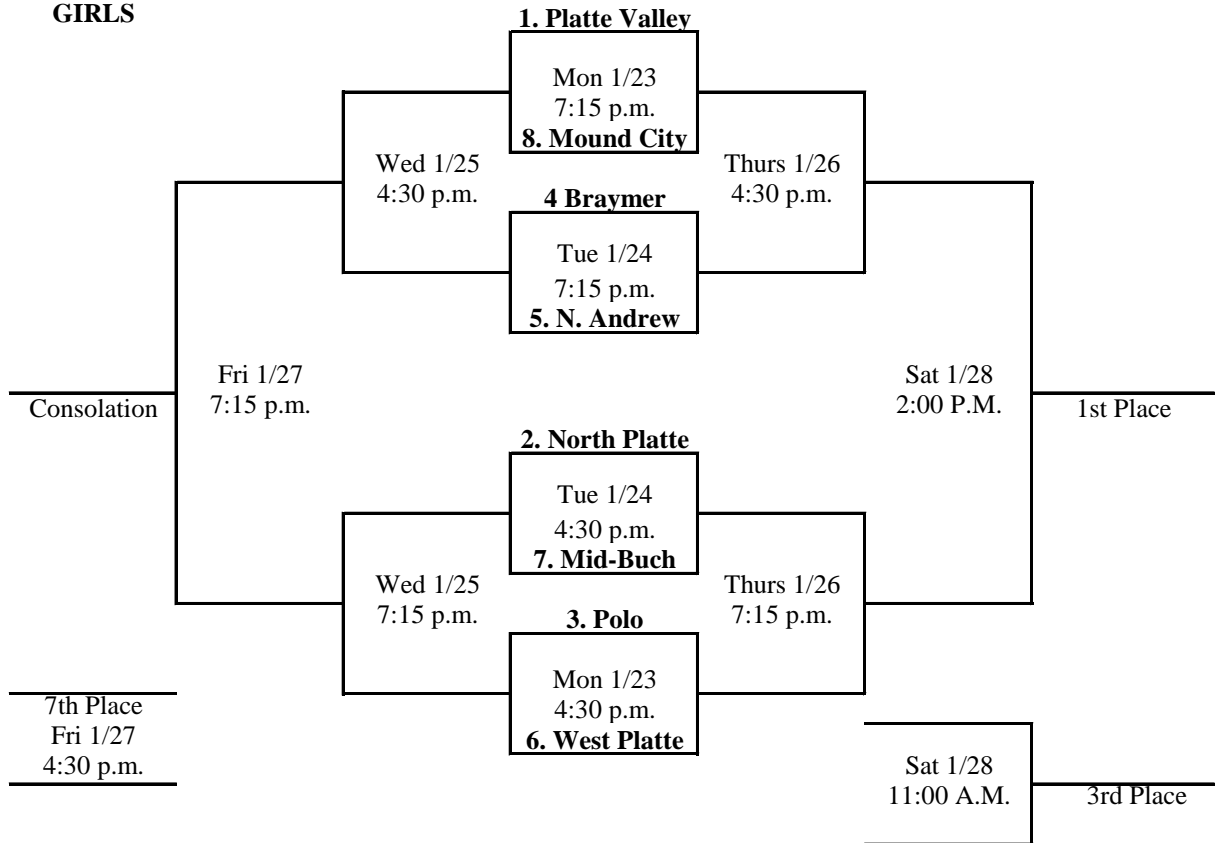 GIRLS
1. Platte Valley
Mon 1/23
7:15 p.m.
8. Mound City
Wed 1/25
4:30 p.m.
Thurs 1/26
4:30 p.m.
4 Braymer
Tue 1/24
7:15 p.m.
5. N. Andrew
Fri 1/27
7:15 p.m.
Consolation
Sat 1/28
2:00 P.M.
1st Place
2. North Platte
Tue 1/24
4:30 p.m.
7. Mid-Buch
Wed 1/25
7:15 p.m.
Thurs 1/26
7:15 p.m.
3. Polo
Mon 1/23
4:30 p.m.
6. West Platte
7th Place
Fri 1/27
4:30 p.m.
Sat 1/28
11:00 A.M.
3rd Place